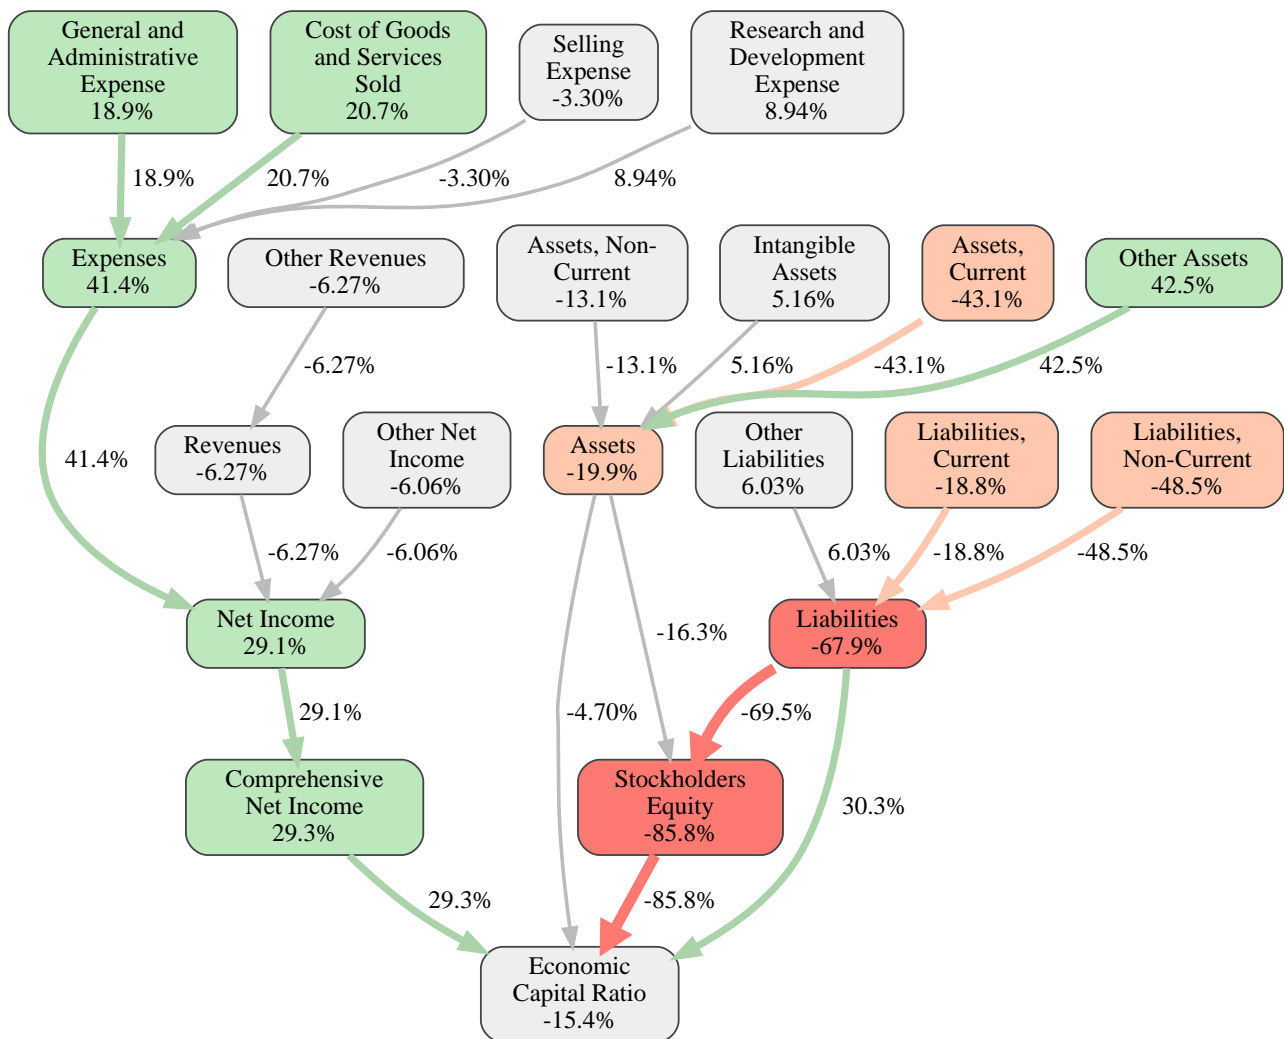 General and
Administrative
Expense
18.9%
Cost of Goods
and Services
Sold
20.7%
Selling
Expense
-3.30%
Research and
Development
Expense
8.94%
18.9%
20.7%
-3.30%
8.94%
Expenses
41.4%
Other Revenues
-6.27%
Assets, Non-
Current
-13.1%
Intangible
Assets
5.16%
Assets,
Current
-43.1%
Other Assets
42.5%
-6.27%
-13.1%
5.16%
-43.1%
42.5%
41.4%
Revenues
-6.27%
Other Net
Income
-6.06%
Assets
-19.9%
Other
Liabilities
6.03%
Liabilities,
Current
-18.8%
Liabilities,
Non-Current
-48.5%
-6.27%
-6.06%
6.03%
-18.8%
-48.5%
Net Income
29.1%
-16.3%
Liabilities
-67.9%
29.1%
-4.70%
-69.5%
Comprehensive
Net Income
29.3%
Stockholders
Equity
-85.8%
30.3%
29.3%
-85.8%
Economic
Capital Ratio
-15.4%